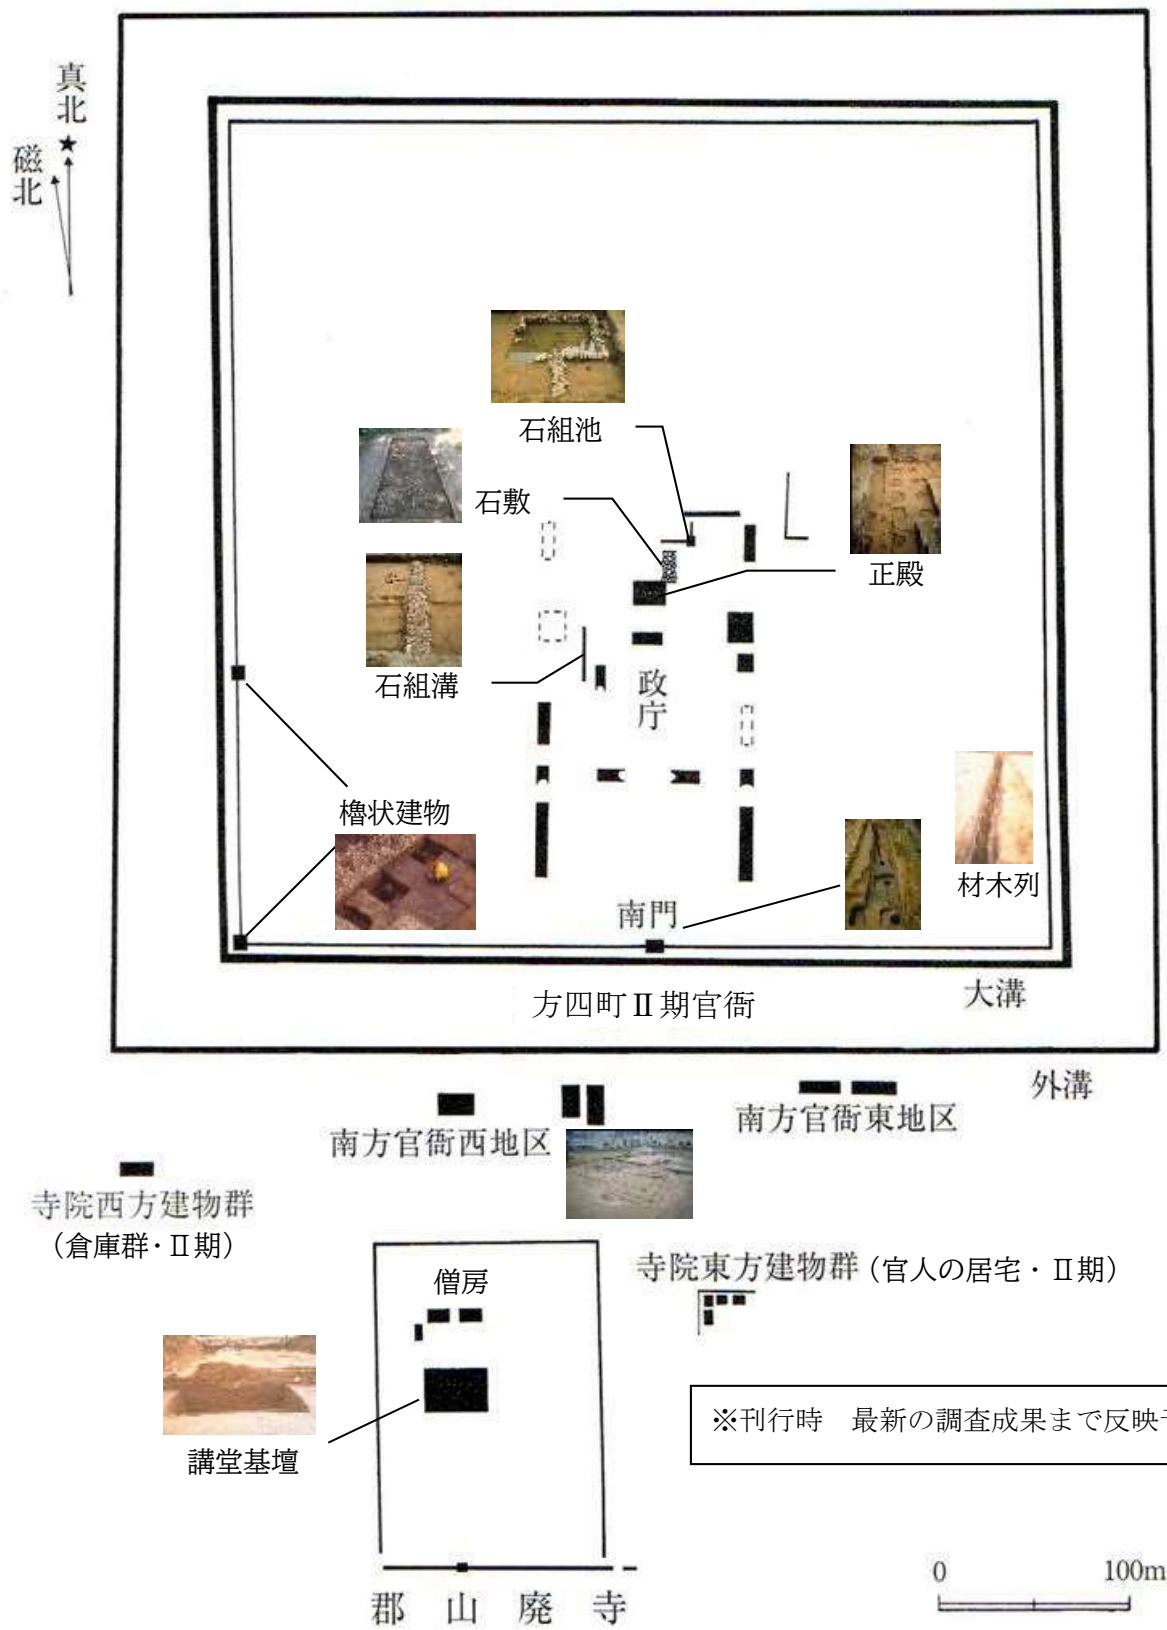 真北
磁北
石組池
石敷
正殿
石組溝
政庁
櫓状建物
材木列
南門
大溝
方四町Ⅱ期官衙
外溝
南方官衙西地区
南方官衙東地区
寺院西方建物群
（倉庫群・Ⅱ期）
寺院東方建物群（官人の居宅・Ⅱ期）
僧房
※刊行時　最新の調査成果まで反映
講堂基壇
0 100m
郡山廃寺